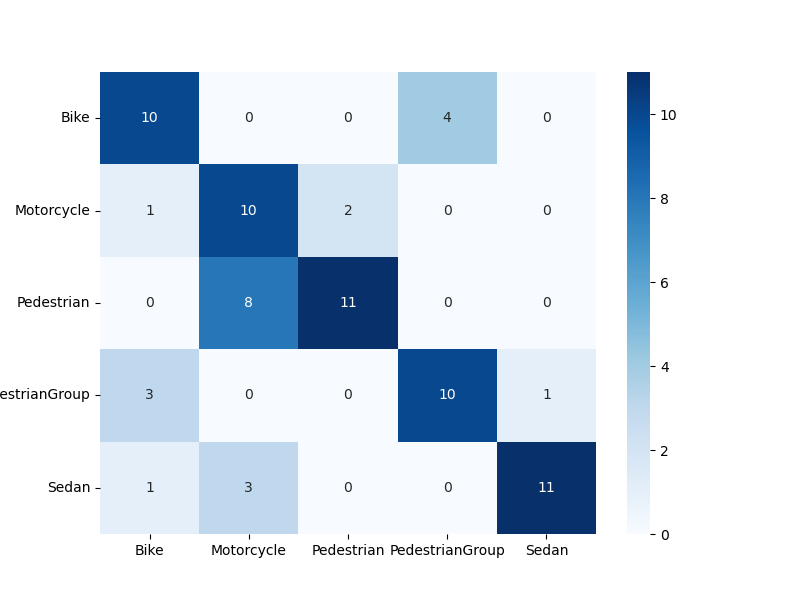 Bike 10 0 0 4 0
Motorcycle 1 10 2 0 0
Pedestrian 0 8 11 0 0
estrianGroup 3 0 0 10 1
Sedan 1 3 0 0 11
Bike Motorcycle Pedestrian PedestrianGroup Sedan
10
8
6
4
2
0